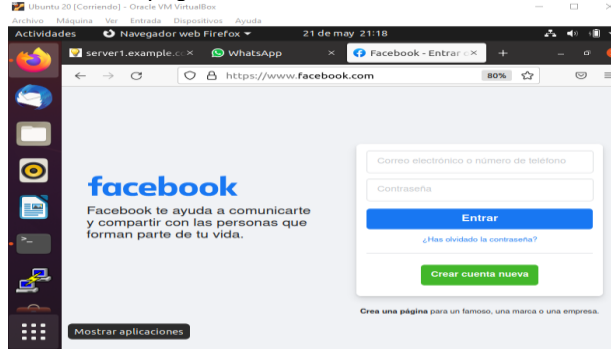 Ubuntu 20 [Corriendo] - Oracle VM VirtualBox
Archivo Máquina Ver Entrada Dispositivos Ayuda
Actividades Navegador web Firefox 21 de may 21:18
server1.example.c WhatsApp Facebook - Entrar
https://www.facebook.com 80%
Correo electrónico o número de teléfono
Contraseña
facebook
Entrar
Facebook te ayuda a comunicarte
y compartir con las personas que
forman parte de tu vida.
¿Has olvidado la contraseña?
Crear cuenta nueva
Crea una página para un famoso, una marca o una empresa.
Mostrar aplicaciones